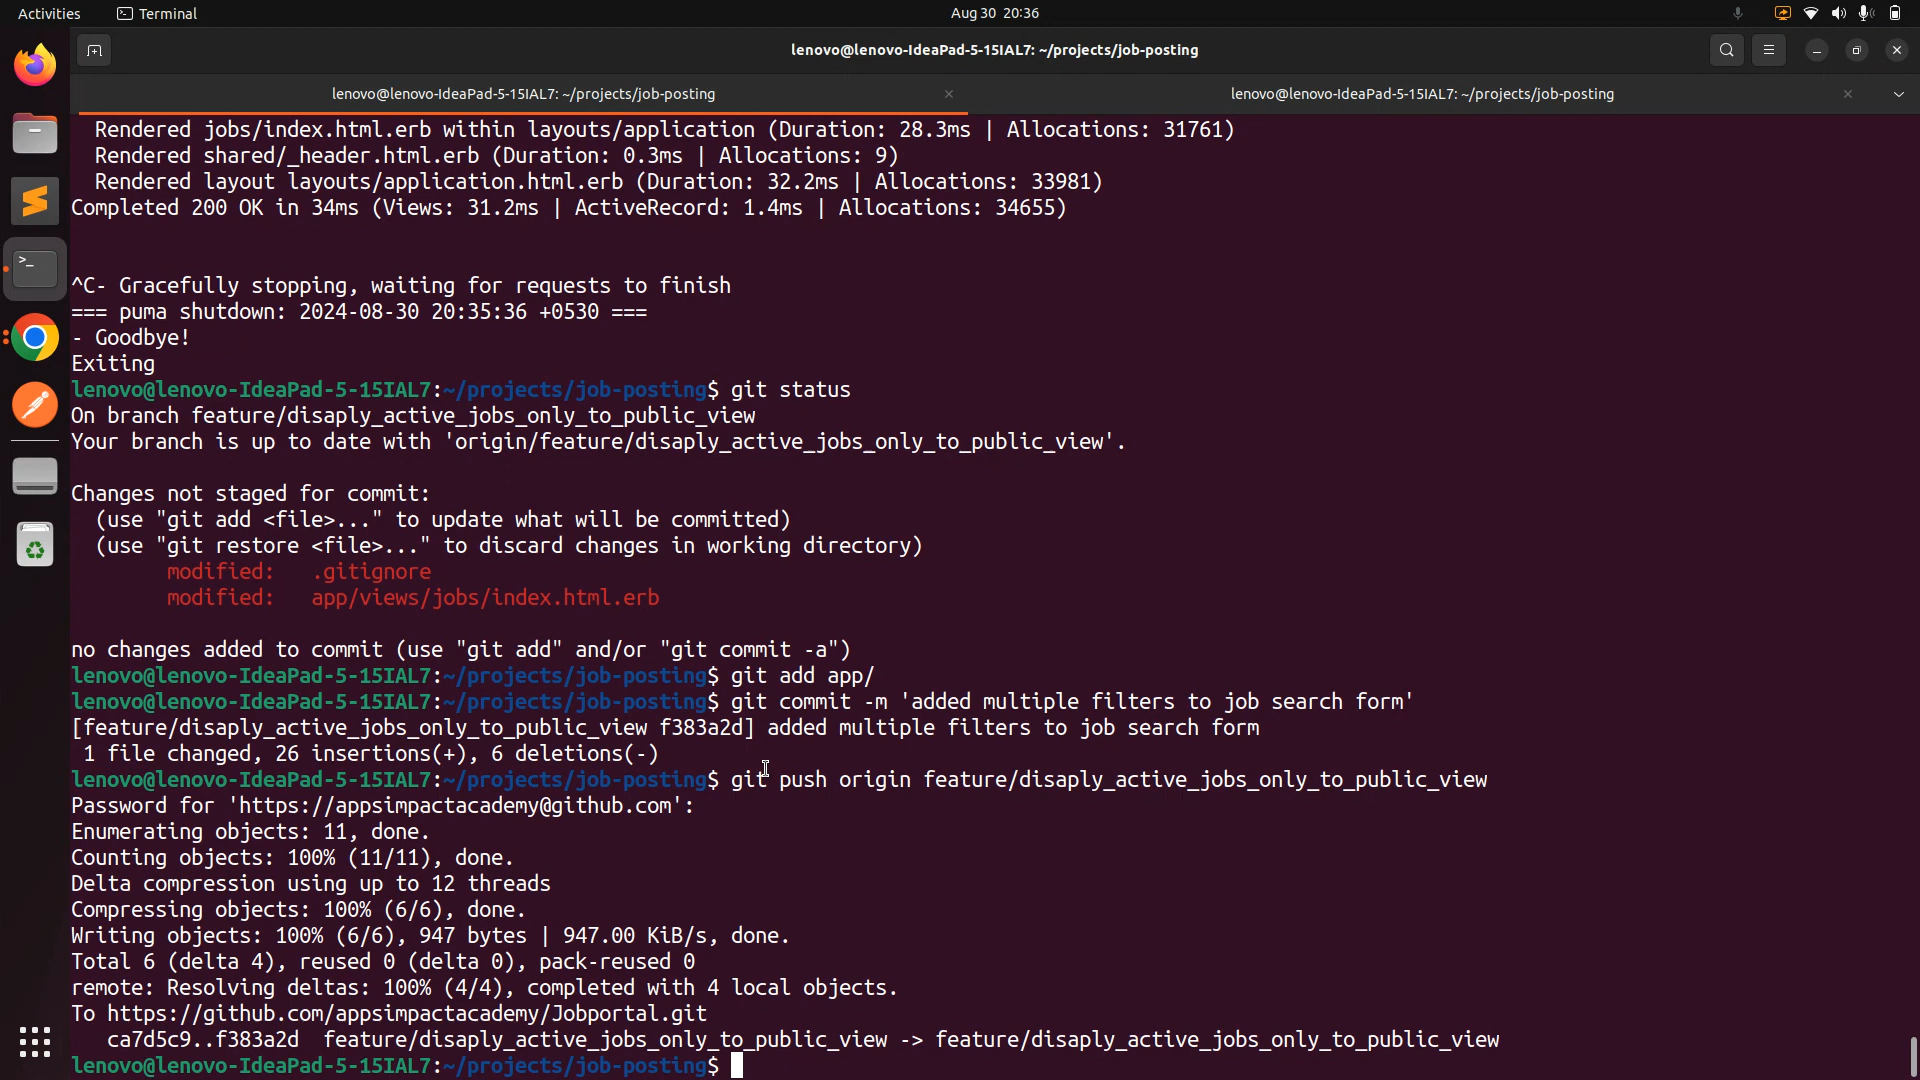 Activities
Terminal
Aug 30 20:36
lenovo@lenovo-IdeaPad-5-15IAL7: ~/projects/job-posting
lenovo@lenovo-IdeaPad-5-15IAL7: ~/projects/job-posting
lenovo@lenovo-IdeaPad-5-15IAL7: ~/projects/job-posting
Rendered jobs/index.html.erb within layouts/application (Duration: 28.3ms | Allocations: 31761)
Rendered shared/_header.html.erb (Duration: 0.3ms | Allocations: 9)
Rendered layout layouts/application.html.erb (Duration: 32.2ms | Allocations: 33981)
Completed 200 OK in 34ms (Views: 31.2ms | ActiveRecord: 1.4ms | Allocations: 34655)
^C- Gracefully stopping, waiting for requests to finish
=== puma shutdown: 2024-08-30 20:35:36 +0530 ===
- Goodbye!
Exiting
lenovo@lenovo-IdeaPad-5-15IAL7:~/projects/job-posting$ git status
On branch feature/disaply_active_jobs_only_to_public_view
Your branch is up to date with 'origin/feature/disaply_active_jobs_only_to_public_view'.
Changes not staged for commit:
(use "git add <file>..." to update what will be committed)
(use "git restore <file>..." to discard changes in working directory)
modified:   .gitignore
modified:   app/views/jobs/index.html.erb
no changes added to commit (use "git add" and/or "git commit -a")
lenovo@lenovo-IdeaPad-5-15IAL7:~/projects/job-posting$ git add app/
lenovo@lenovo-IdeaPad-5-15IAL7:~/projects/job-posting$ git commit -m 'added multiple filters to job search form'
[feature/disaply_active_jobs_only_to_public_view f383a2d] added multiple filters to job search form
1 file changed, 26 insertions(+), 6 deletions(-)
lenovo@lenovo-IdeaPad-5-15IAL7:~/projects/job-posting$ git push origin feature/disaply_active_jobs_only_to_public_view
Password for 'https://appsimpactacademy@github.com':
Enumerating objects: 11, done.
Counting objects: 100% (11/11), done.
Delta compression using up to 12 threads
Compressing objects: 100% (6/6), done.
Writing objects: 100% (6/6), 947 bytes | 947.00 KiB/s, done.
Total 6 (delta 4), reused 0 (delta 0), pack-reused 0
remote: Resolving deltas: 100% (4/4), completed with 4 local objects.
To https://github.com/appsimpactacademy/Jobportal.git
ca7d5c9..f383a2d  feature/disaply_active_jobs_only_to_public_view -> feature/disaply_active_jobs_only_to_public_view
lenovo@lenovo-IdeaPad-5-15IAL7:~/projects/job-posting$